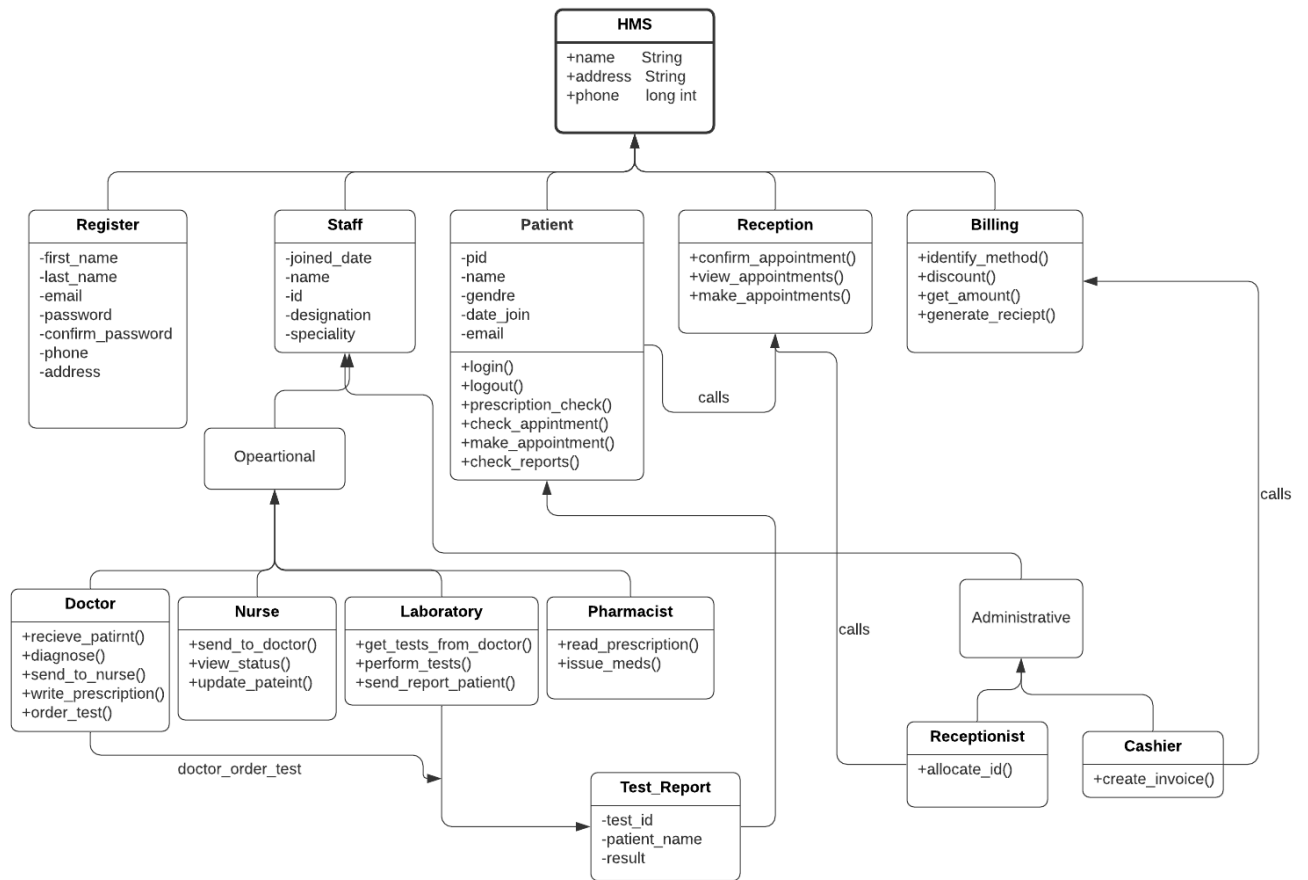 HMS
+name String
+address String
+phone long int
Register
-first_name
-last_name
-email
-password
-confirm_password
-phone
-address
Staff
-joined_date
-name
-id
-designation
-speciality
Patient
-pid
-name
-gendre
-date_join
-email
+login()
+logout()
+prescription_check()
+check_appintment()
+make_appointment()
+check_reports()
Reception
+confirm_appointment()
+view_appointments()
+make_appointments()
Billing
+identify_method()
+discount()
+get_amount()
+generate_reciept()
calls
Opeartional
calls
Doctor
+recieve_patirnt()
+diagnose()
+send_to_nurse()
+write_prescription()
+order_test()
Nurse
+send_to_doctor()
+view_status()
+update_pateint()
Laboratory
+get_tests_from_doctor()
+perform_tests()
+send_report_patient()
Pharmacist
+read_prescription()
+issue_meds()
calls
Administrative
Receptionist
+allocate_id()
Cashier
+create_invoice()
doctor_order_test
Test_Report
-test_id
-patient_name
-result